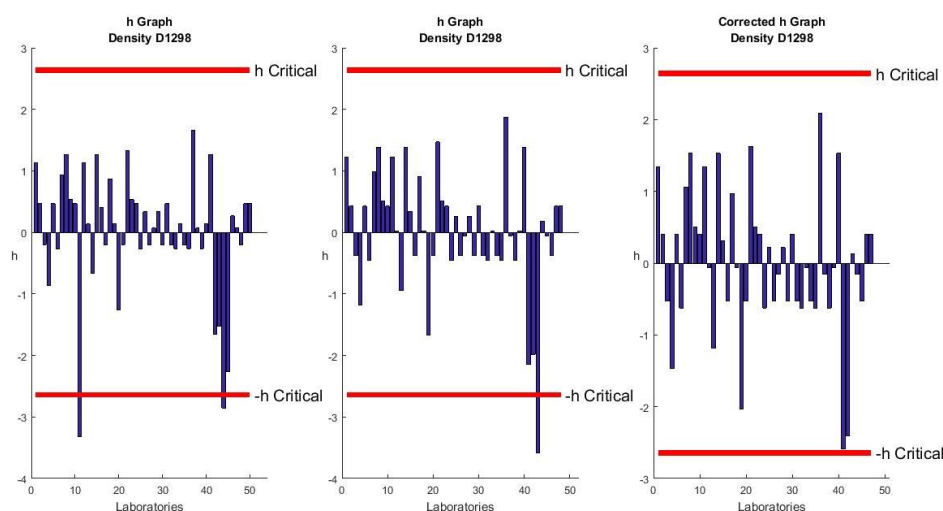 h Graph
Density D1298
3
2
1
0
h
-1
-2
-3
-4
h Critical
-h Critical
0 10 20 30 40 50
Laboratories
h Graph
Density D1298
3
2
1
0
h
-1
-2
-3
-4
h Critical
-h Critical
0 10 20 30 40 50
Laboratories
Corrected h Graph
Density D1298
3
2
1
0
h
-1
-2
-3
h Critical
-h Critical
0 10 20 30 40 50
Laboratories